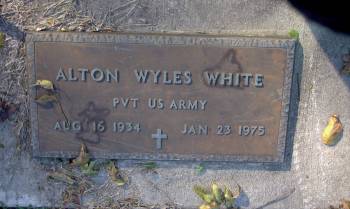 ALTON WYLES WHITE
PVT US ARMY
AUG 16 1934 JAN 23 1975